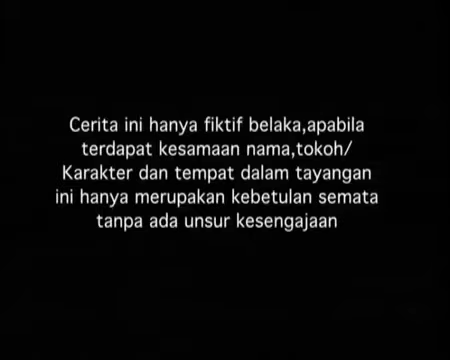 Cerita ini hanya fiktif belaka,apabila
terdapat kesamaan nama,tokoh/
Karakter dan tempat dalam tayangan
ini hanya merupakan kebetulan semata
tanpa ada unsur kesengajaan